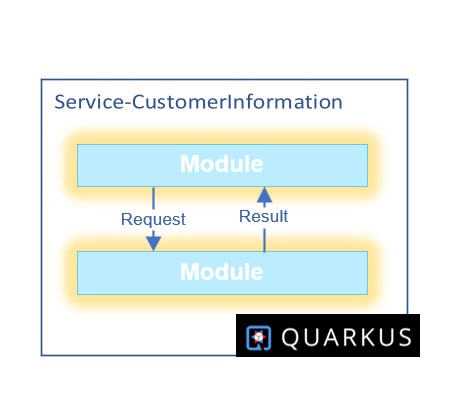 Service-CustomerInformation
Module
Request
Result
Module
QUARKUS